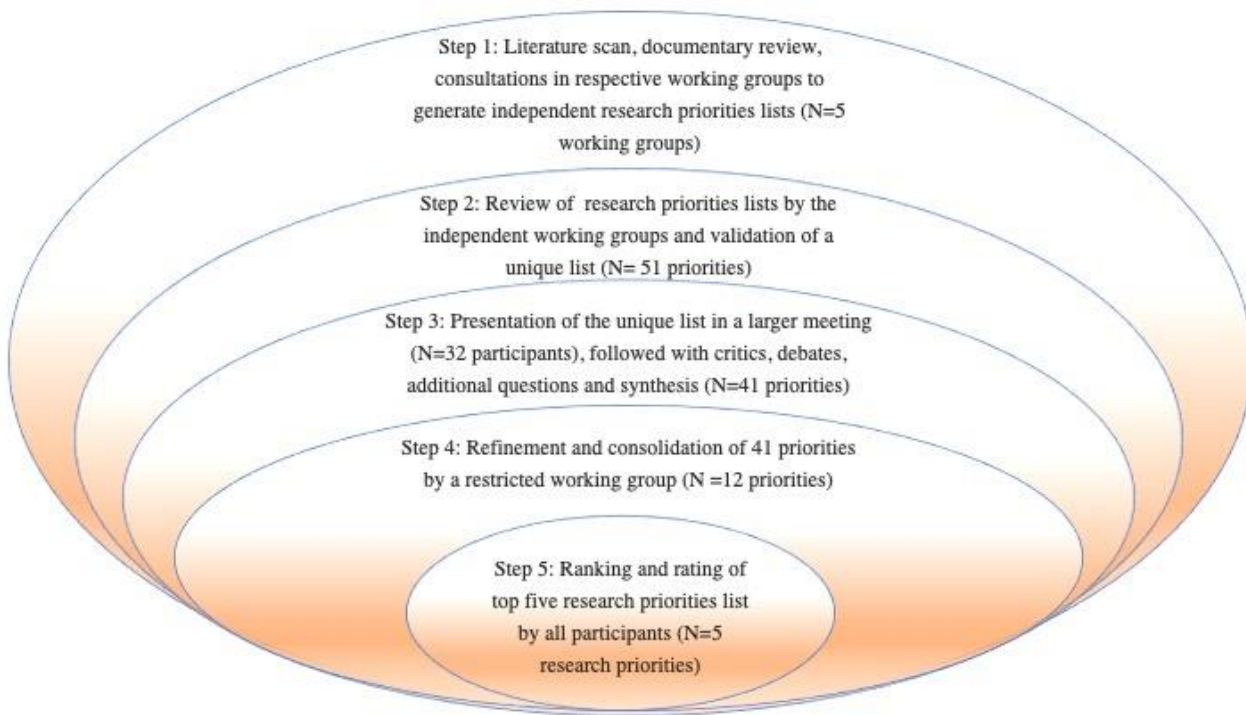 Step 1: Literature scan, documentary review,
consultations in respective working groups to
generate independent research priorities lists (N=5
working groups)
Step 2: Review of  research priorities lists by the
independent working groups and validation of a
unique list (N= 51 priorities)
Step 3: Presentation of the unique list in a larger meeting
(N=32 participants), followed with critics, debates,
additional questions and synthesis (N=41 priorities)
Step 4: Refinement and consolidation of 41 priorities
by a restricted working group (N =12 priorities)
Step 5: Ranking and rating of
top five research priorities list
by all participants (N=5
research priorities)